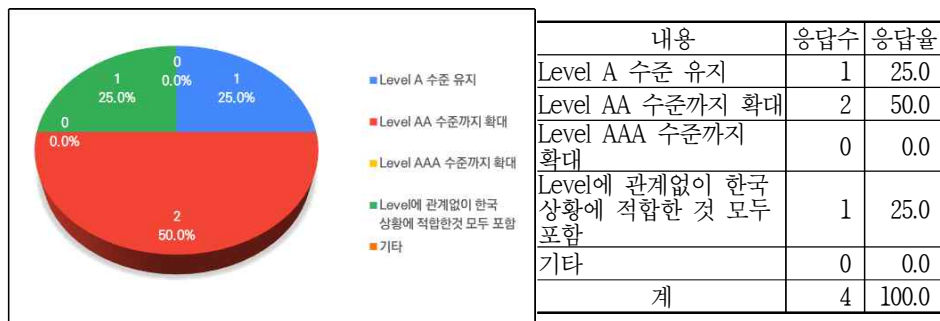 0
0.0%
1
25.0%
1
25.0%
0
0.0%
2
50.0%
Level A 수준 유지
Level AA 수준까지 확대
Level AAA 수준까지 확대
Level에 관계없이 한국
상황에 적합한것 모두 포함
기타
내용 응답수 응답율
Level A 수준 유지 1 25.0
Level AA 수준까지 확대 2 50.0
Level AAA 수준까지
확대 0 0.0
Level에 관계없이 한국
상황에 적합한 것 모두 1 25.0
포함
기타 0 0.0
계 4 100.0